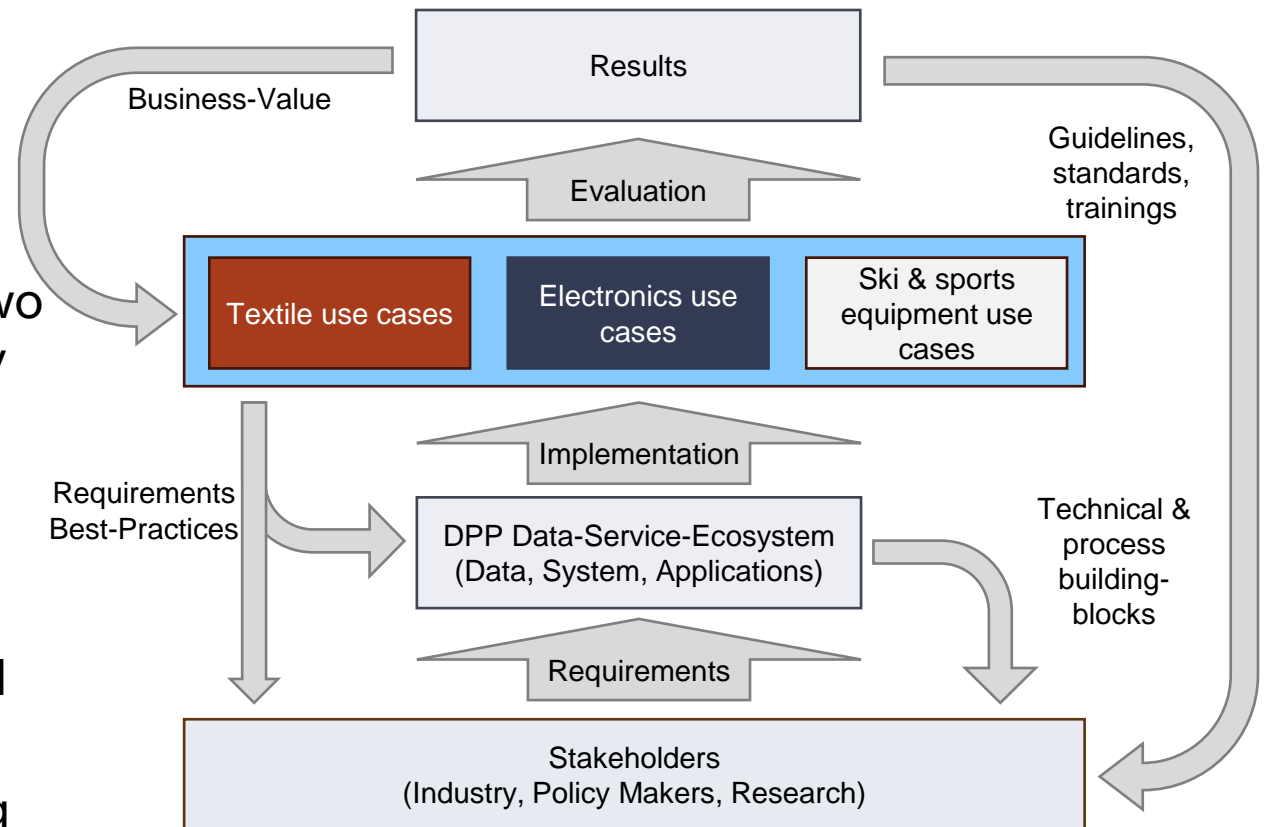 Results
Business-Value
Guidelines,
standards,
trainings
Evaluation
wo
Textile use cases
Electronics use
cases
Ski & sports
equipment use
cases
Implementation
Requirements
Best-Practices
DPP Data-Service-Ecosystem
(Data, System, Applications)
Technical &
process
building-
blocks
Requirements
Stakeholders
(Industry, Policy Makers, Research)